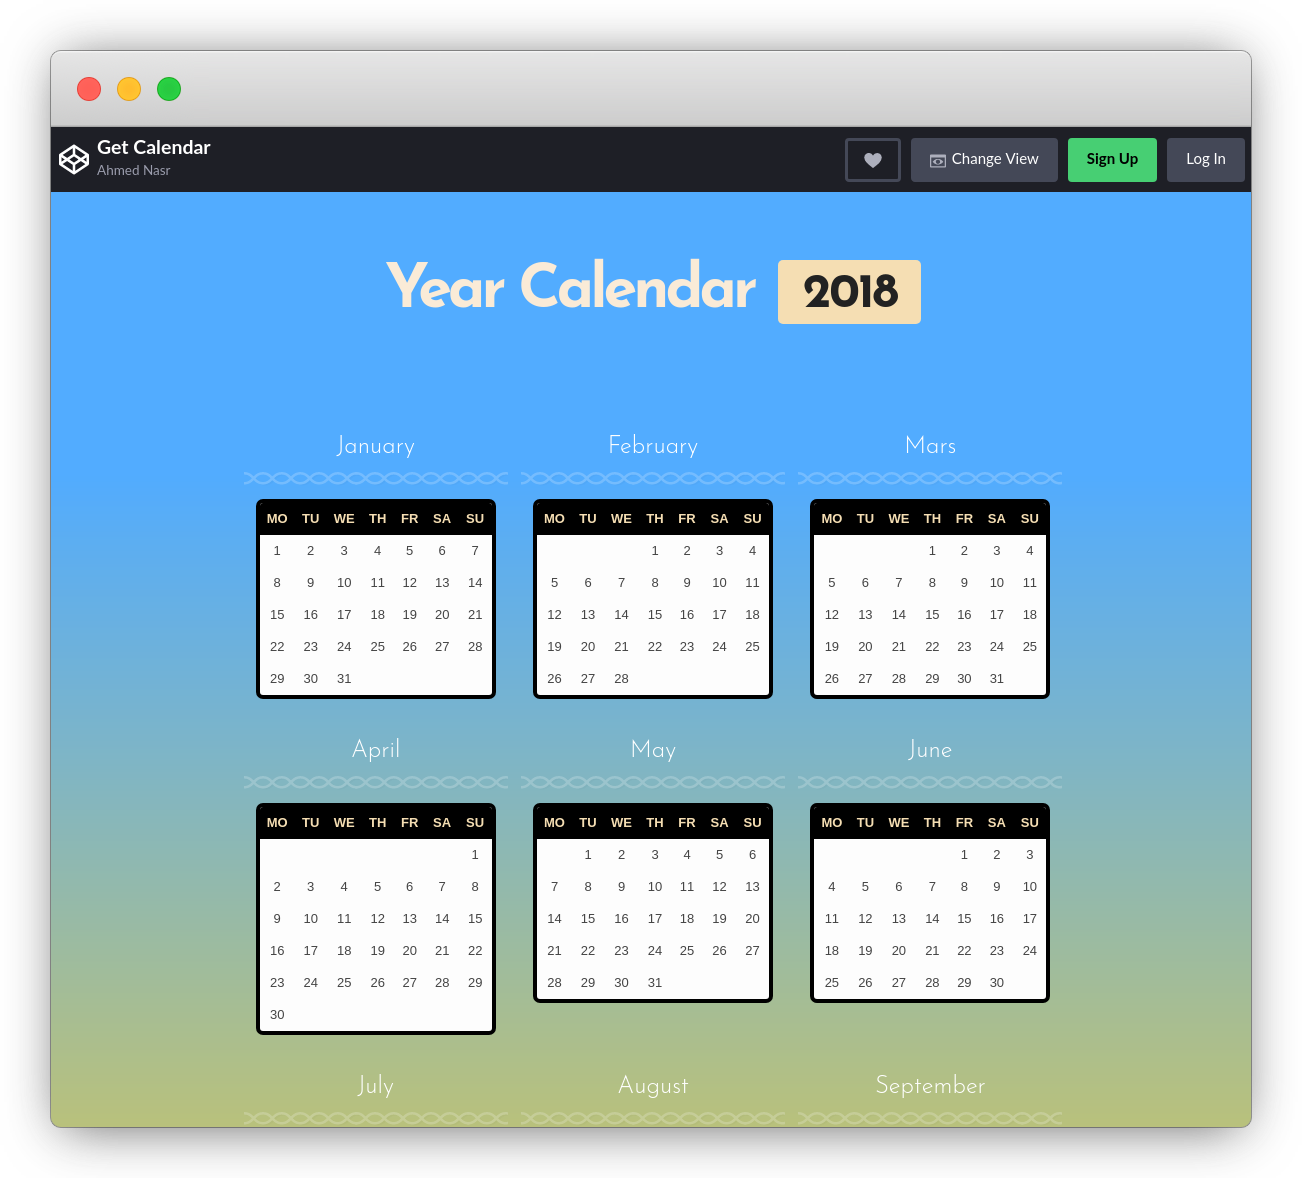 Get Calendar
Ahmed Nasr
Change View
Sign Up
Log In
Year Calendar 2018
January
MO TU WE TH FR SA SU
1 2 3 4 5 6 7
8 9 10 11 12 13 14
15 16 17 18 19 20 21
22 23 24 25 26 27 28
29 30 31
February
MO TU WE TH FR SA SU
1 2 3 4
5 6 7 8 9 10 11
12 13 14 15 16 17 18
19 20 21 22 23 24 25
26 27 28
Mars
MO TU WE TH FR SA SU
1 2 3 4
5 6 7 8 9 10 11
12 13 14 15 16 17 18
19 20 21 22 23 24 25
26 27 28 29 30 31
April
MO TU WE TH FR SA SU
1
2 3 4 5 6 7 8
9 10 11 12 13 14 15
16 17 18 19 20 21 22
23 24 25 26 27 28 29
30
May
MO TU WE TH FR SA SU
1 2 3 4 5 6
7 8 9 10 11 12 13
14 15 16 17 18 19 20
21 22 23 24 25 26 27
28 29 30 31
June
MO TU WE TH FR SA SU
1 2 3
4 5 6 7 8 9 10
11 12 13 14 15 16 17
18 19 20 21 22 23 24
25 26 27 28 29 30
July
August
September